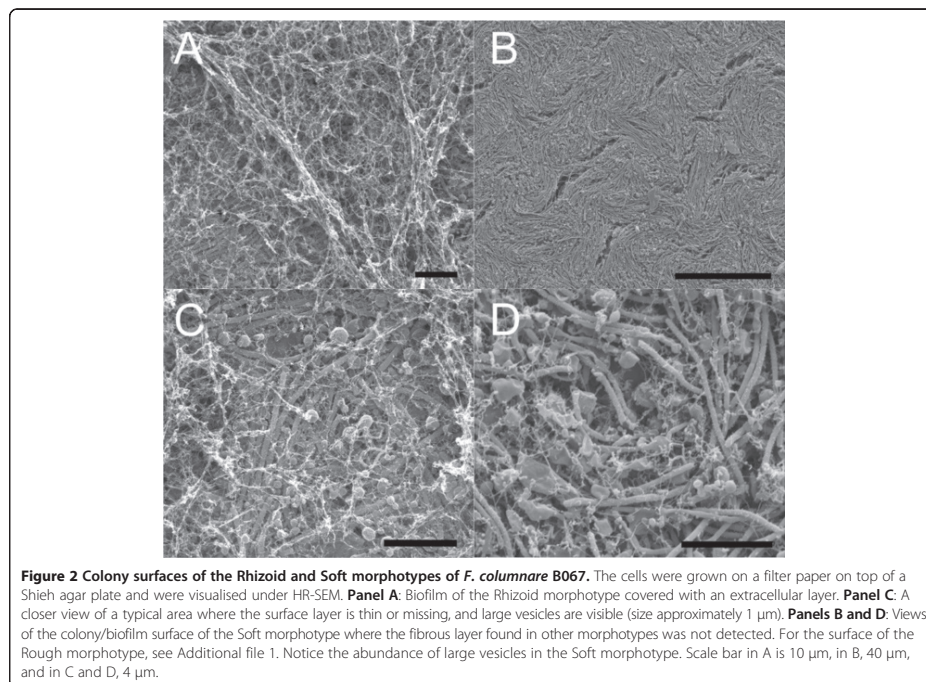 A
B
C
D
Figure 2 Colony surfaces of the Rhizoid and Soft morphotypes of F. columnare B067. The cells were grown on a filter paper on top of a
Shieh agar plate and were visualised under HR-SEM. Panel A: Biofilm of the Rhizoid morphotype covered with an extracellular layer. Panel C: A
closer view of a typical area where the surface layer is thin or missing, and large vesicles are visible (size approximately 1 μm). Panels B and D: Views
of the colony/biofilm surface of the Soft morphotype where the fibrous layer found in other morphotypes was not detected. For the surface of the
Rough morphotype, see Additional file 1. Notice the abundance of large vesicles in the Soft morphotype. Scale bar in A is 10 μm, in B, 40 μm,
and in C and D, 4 μm.